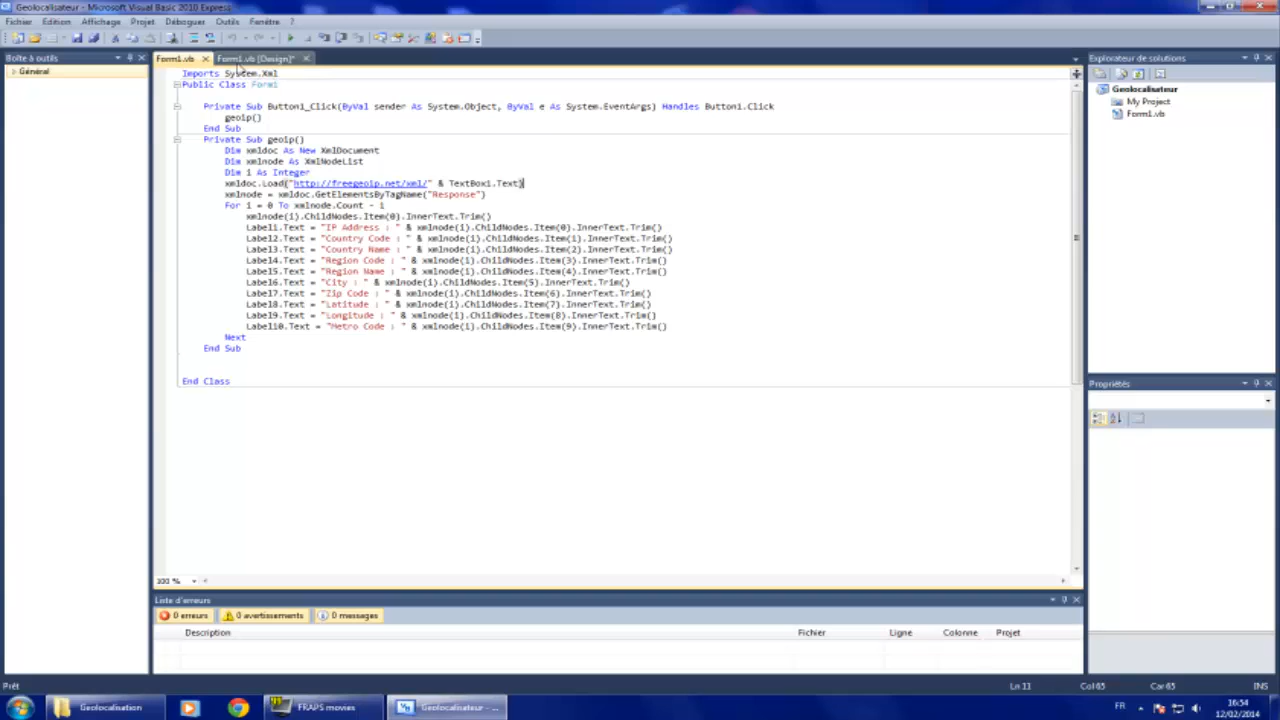 Geolocalisateur - Microsoft Visual Basic 2010 Express
Fichier Edition Affichage Projet Déboguer Outils Fenêtre ?
Boîte à outils
Général
Form1.vb
Form1.vb [Design]*
Imports System.Xml
Public Class Form1
Private Sub Button1_Click(ByVal sender As System.Object, ByVal e As System.EventArgs) Handles Button1.Click
geoip()
End Sub
Private Sub geoip()
Dim xmldoc As New XmlDocument
Dim xmlnode As XmlNodeList
Dim i As Integer
xmldoc.Load("http://freegeoip.net/xml/" & TextBox1.Text)
xmlnode = xmldoc.GetElementsByTagName("Response")
For i = 0 To xmlnode.Count - 1
xmlnode(i).ChildNodes.Item(0).InnerText.Trim()
Label1.Text = "IP Address : " & xmlnode(i).ChildNodes.Item(0).InnerText.Trim()
Label2.Text = "Country Code : " & xmlnode(i).ChildNodes.Item(1).InnerText.Trim()
Label3.Text = "Country Name : " & xmlnode(i).ChildNodes.Item(2).InnerText.Trim()
Label4.Text = "Region Code : " & xmlnode(i).ChildNodes.Item(3).InnerText.Trim()
Label5.Text = "Region Name : " & xmlnode(i).ChildNodes.Item(4).InnerText.Trim()
Label6.Text = "City : " & xmlnode(i).ChildNodes.Item(5).InnerText.Trim()
Label7.Text = "Zip Code : " & xmlnode(i).ChildNodes.Item(6).InnerText.Trim()
Label8.Text = "Latitude : " & xmlnode(i).ChildNodes.Item(7).InnerText.Trim()
Label9.Text = "Longitude : " & xmlnode(i).ChildNodes.Item(8).InnerText.Trim()
Label10.Text = "Metro Code : " & xmlnode(i).ChildNodes.Item(9).InnerText.Trim()
Next
End Sub
End Class
100 %
Explorateur de solutions
Geolocalisateur
My Project
Form1.vb
Propriétés
Liste d'erreurs
0 erreurs 0 avertissements 0 messages
Description Fichier Ligne Colonne Projet
Prêt Ln 11 Col 65 Car 65 INS
Geolocalisation FRAPS movies Geolocalisateur - ... FR 16:54
12/02/2014